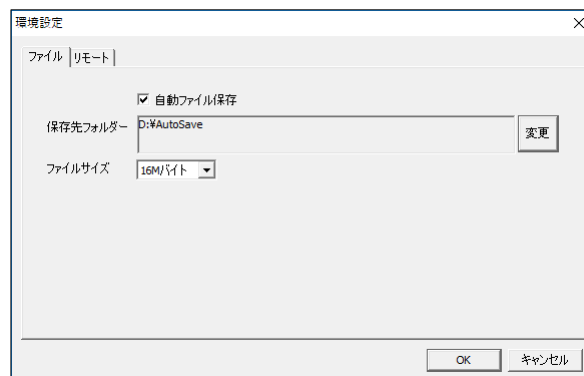 環境設定
ファイル リモート
自動ファイル保存
保存先フォルダー D:¥AutoSave 変更
ファイルサイズ 16Mバイト
OK キャンセル